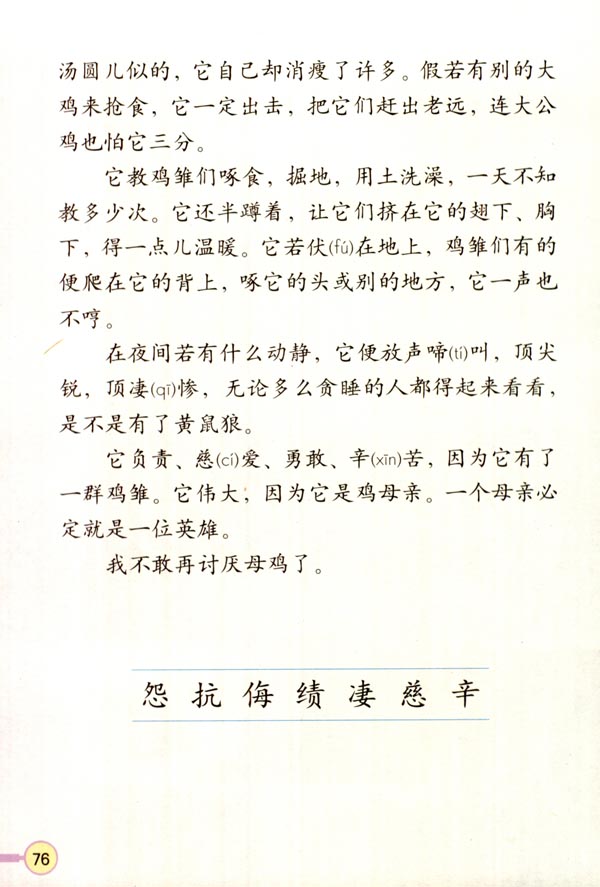 汤圆儿似的，它自己却消瘦了许多。假若有别的大
鸡来抢食，它一定出击，把它们赶出老远，连大公
鸡也怕它三分。
它教鸡雏们啄食，掘地，用土洗澡，一天不知
教多少次。它还半蹲着，让它们挤在它的翅下、胸
下，得一点儿温暖。它若伏(fú)在地上，鸡雏们有的
便爬在它的背上，啄它的头或别的地方，它一声也
不哼。
在夜间若有什么动静，它便放声啼(tí)叫，顶尖
锐，顶凄(qī)惨，无论多么贪睡的人都得起来看看，
是不是有了黄鼠狼。
它负责、慈(cí)爱、勇敢、辛(xīn)苦，因为它有了
一群鸡雏。它伟大，因为它是鸡母亲。一个母亲必
定就是一位英雄。
我不敢再讨厌母鸡了。
怨 抗 侮 绩 凄 慈 辛
76